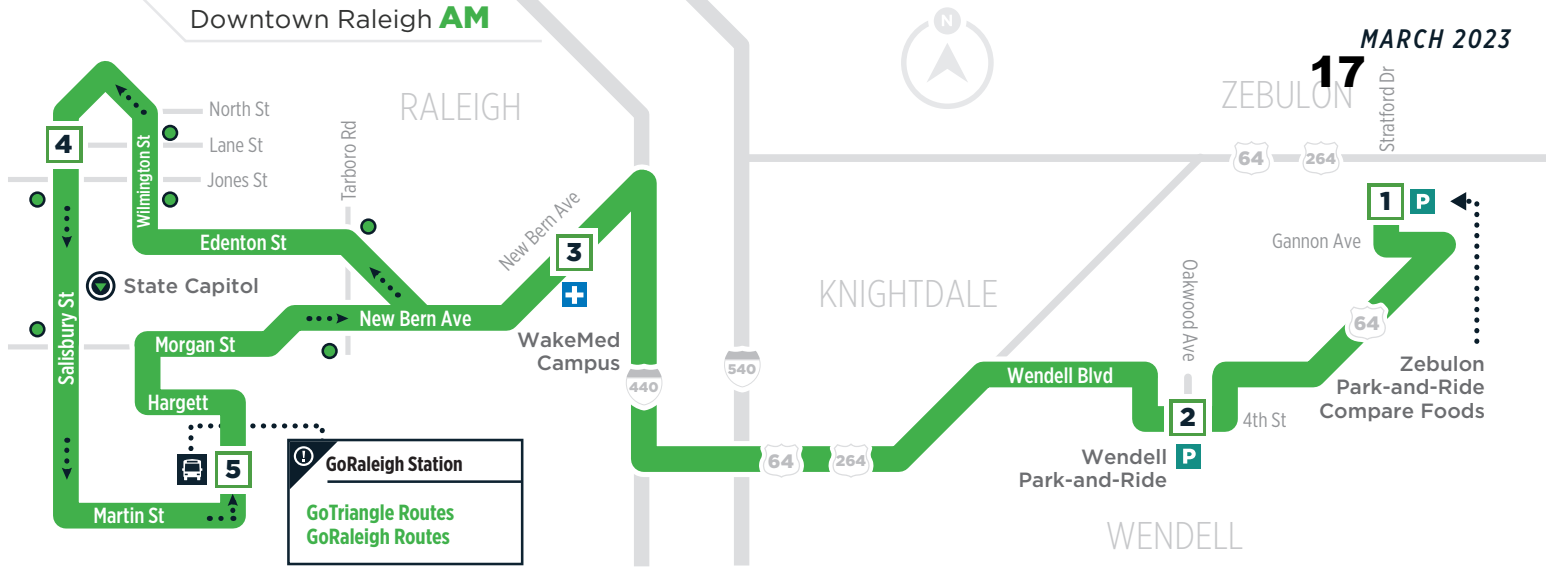 Downtown Raleigh AM
N
MARCH 2023
17
ZEBULON
Stratford Dr
RALEIGH
North St
Lane St
Jones St
4
Wilmington St
Tarboro Rd
64
264
1
P
New Bern Ave
3
Edenton St
Gannon Ave
State Capitol
Oakwood Ave
KNIGHTDALE
Salisbury St
New Bern Ave
64
WakeMed
Campus
Morgan St
540
440
Zebulon
Park-and-Ride
Compare Foods
Wendell Blvd
Hargett
2
4th St
Wendell
Park-and-Ride
P
5
!
GoRaleigh Station
GoTriangle Routes
GoRaleigh Routes
64
264
Martin St
WENDELL